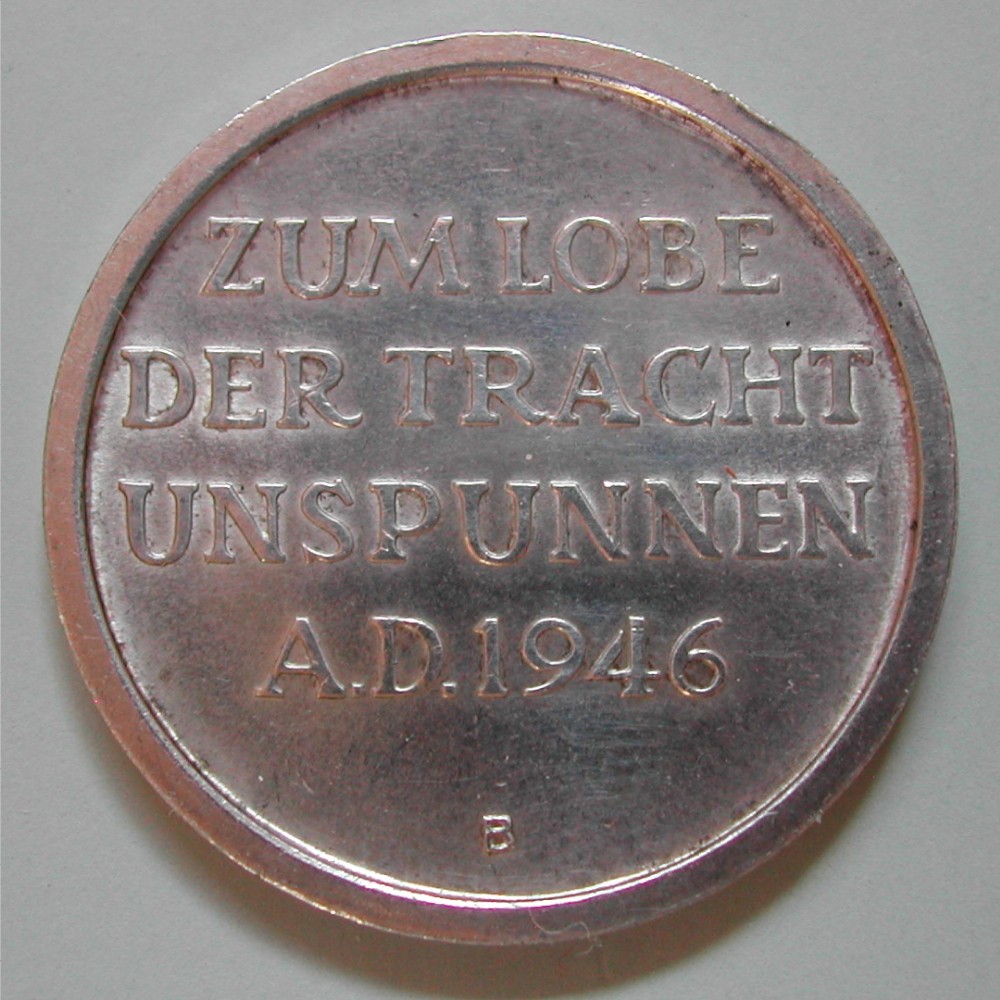 ZUM LOBE
DER TRACHT
UNSPUNNEN
A.D.1946
B